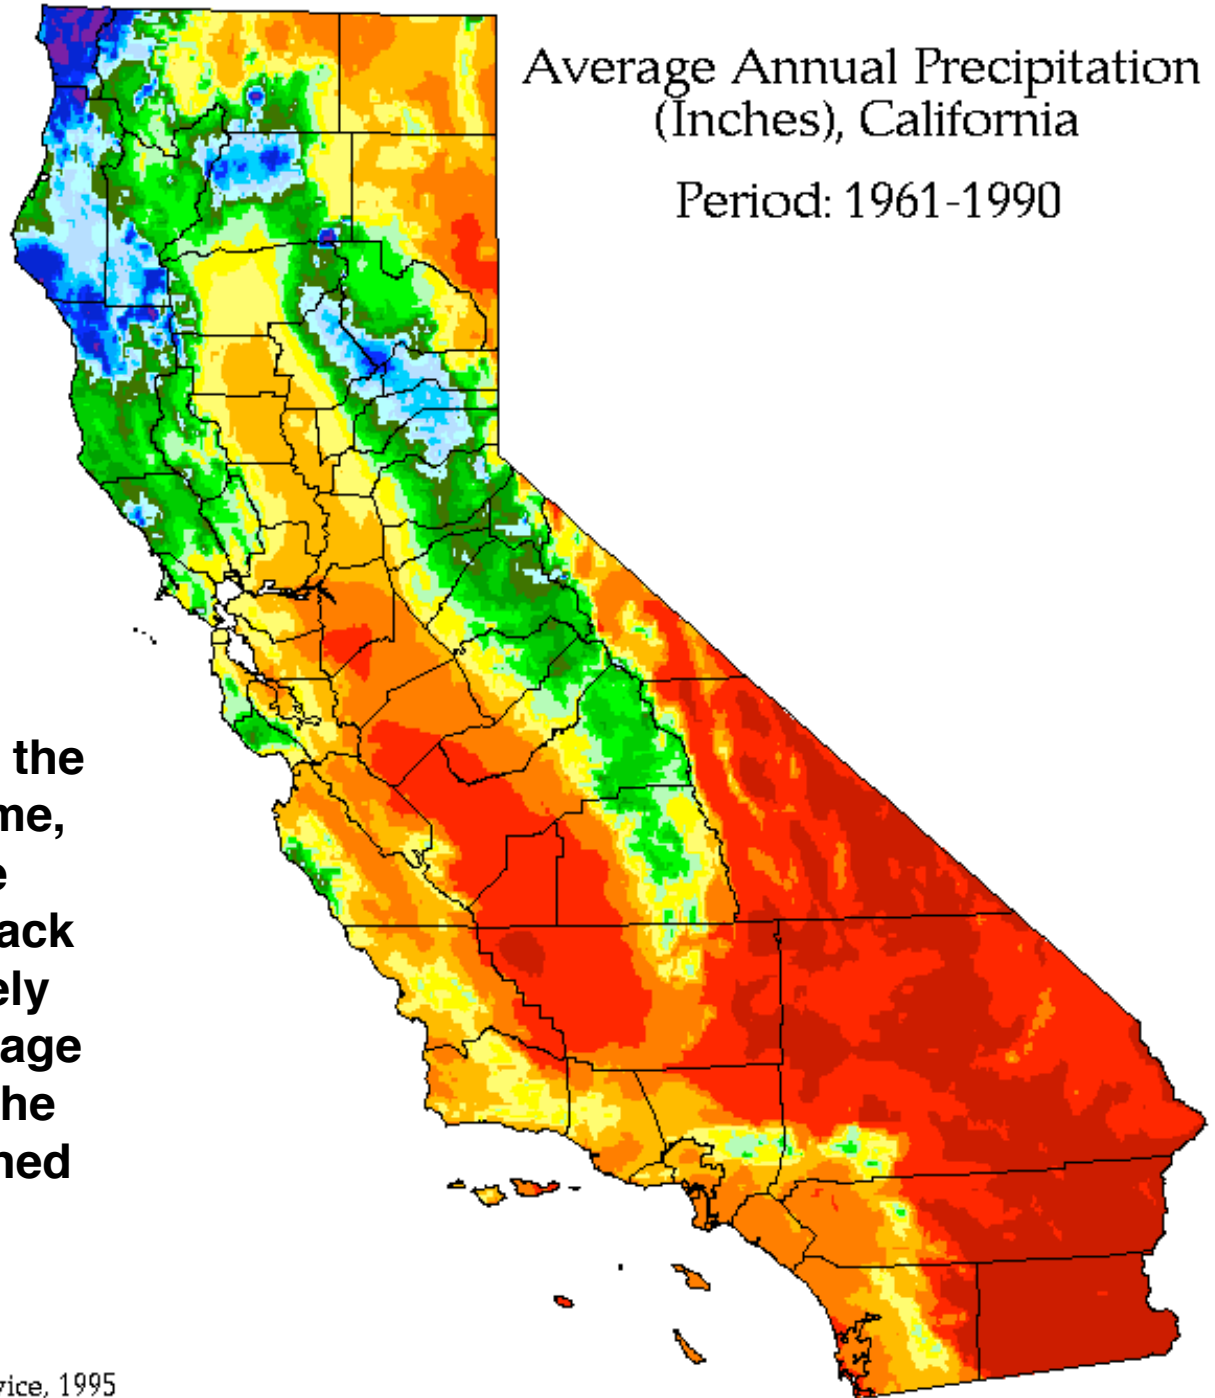 Average Annual Precipitation
(Inches), California
Period: 1961-1990
the
me,
e
ack
ely
age
he
ned
vice, 1995